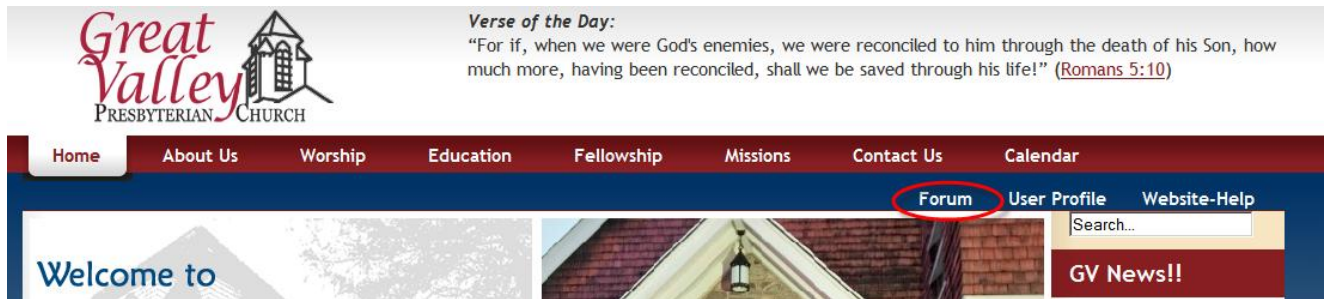 Great
Valley
PRESBYTERIAN CHURCH
Verse of the Day:
“For if, when we were God's enemies, we were reconciled to him through the death of his Son, how
much more, having been reconciled, shall we be saved through his life!” (Romans 5:10)
Home About Us Worship Education Fellowship Missions Contact Us Calendar
Forum User Profile Website-Help
Search...
Welcome to
GV News!!